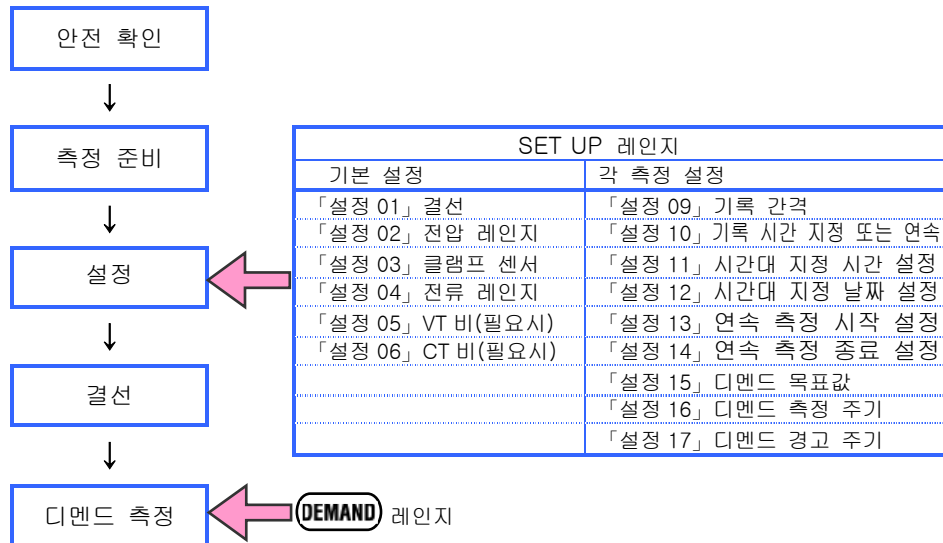 안전 확인
↓
측정 준비
↓
설정
↓
결선
↓
디멘드 측정
SET UP 레인지
기본 설정 각 측정 설정
「설정 01」결선 「설정 09」기록 간격
「설정 02」전압 레인지 「설정 10」기록 시간 지정 또는 연속
「설정 03」클램프 센서 「설정 11」시간대 지정 시간 설정
「설정 04」전류 레인지 「설정 12」시간대 지정 날짜 설정
「설정 05」VT 비(필요시) 「설정 13」연속 측정 시작 설정
「설정 06」CT 비(필요시) 「설정 14」연속 측정 종료 설정
「설정 15」디멘드 목표값
「설정 16」디멘드 측정 주기
「설정 17」디멘드 경고 주기
DEMAND 레인지